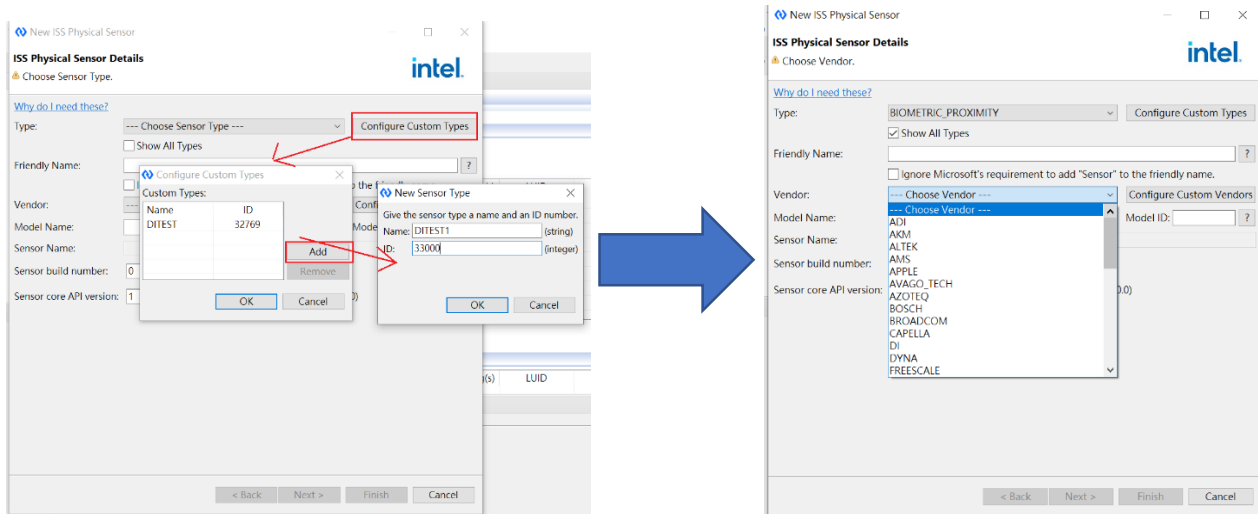 New ISS Physical Sensor
ISS Physical Sensor Details
Choose Sensor Type.
intel.
Why do I need these?
Type: --- Choose Sensor Type --- Configure Custom Types
Show All Types
Friendly Name: ?
Vendor:
Model Name:
Sensor Name:
Sensor build number: 0
Sensor core API version: 1
Configure Custom Types
Custom Types:
Name ID
DITEST 32769
Add
Remove
OK Cancel
New Sensor Type
Give the sensor type a name and an ID number.
Name: DITEST1 (string)
ID: 33000 (integer)
OK Cancel
LUID
< Back Next > Finish Cancel
New ISS Physical Sensor
ISS Physical Sensor Details
Choose Vendor.
intel.
Why do I need these?
Type: BIOMETRIC_PROXIMITY Configure Custom Types
Show All Types
Friendly Name: ?
Ignore Microsoft's requirement to add "Sensor" to the friendly name.
Vendor: --- Choose Vendor --- Configure Custom Vendors
Model Name: Model ID: ?
Sensor Name:
Sensor build number:
Sensor core API version: 0.0)
--- Choose Vendor ---
ADI
AKM
ALTEK
AMS
APPLE
AVAGO_TECH
AZOTEQ
BOSCH
BROADCOM
CAPELLA
DI
DYNA
FREESCALE
< Back Next > Finish Cancel